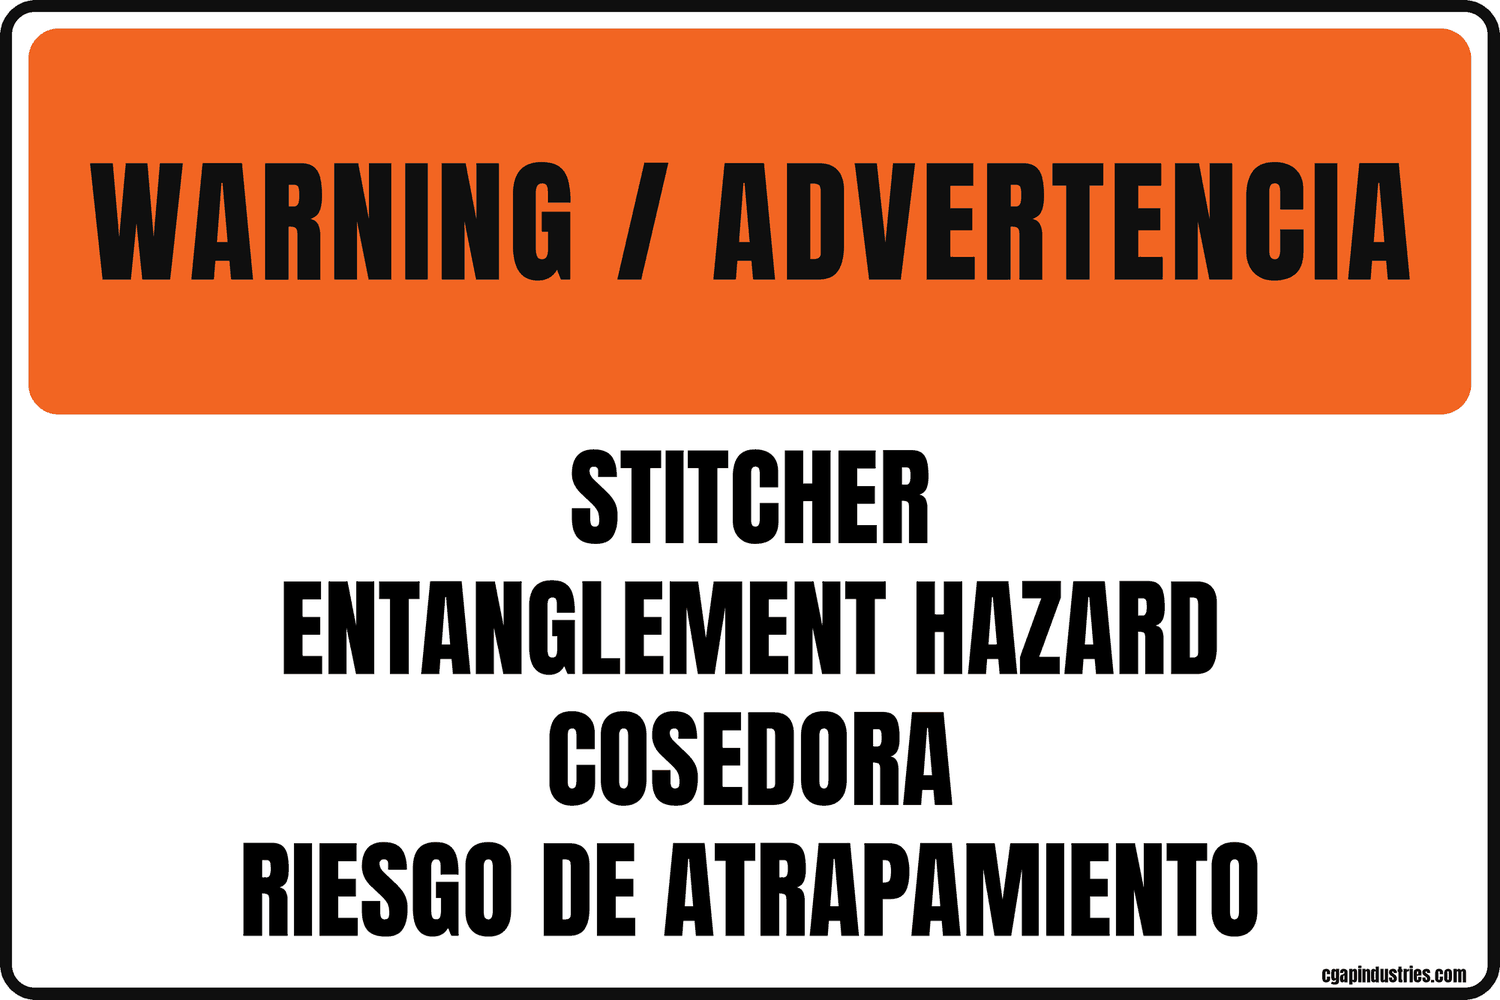 WARNING / ADVERTENCIA
STITCHER
ENTANGLEMENT HAZARD
COSEDORA
RIESGO DE ATRAPAMIENTO
cgapindustries.com